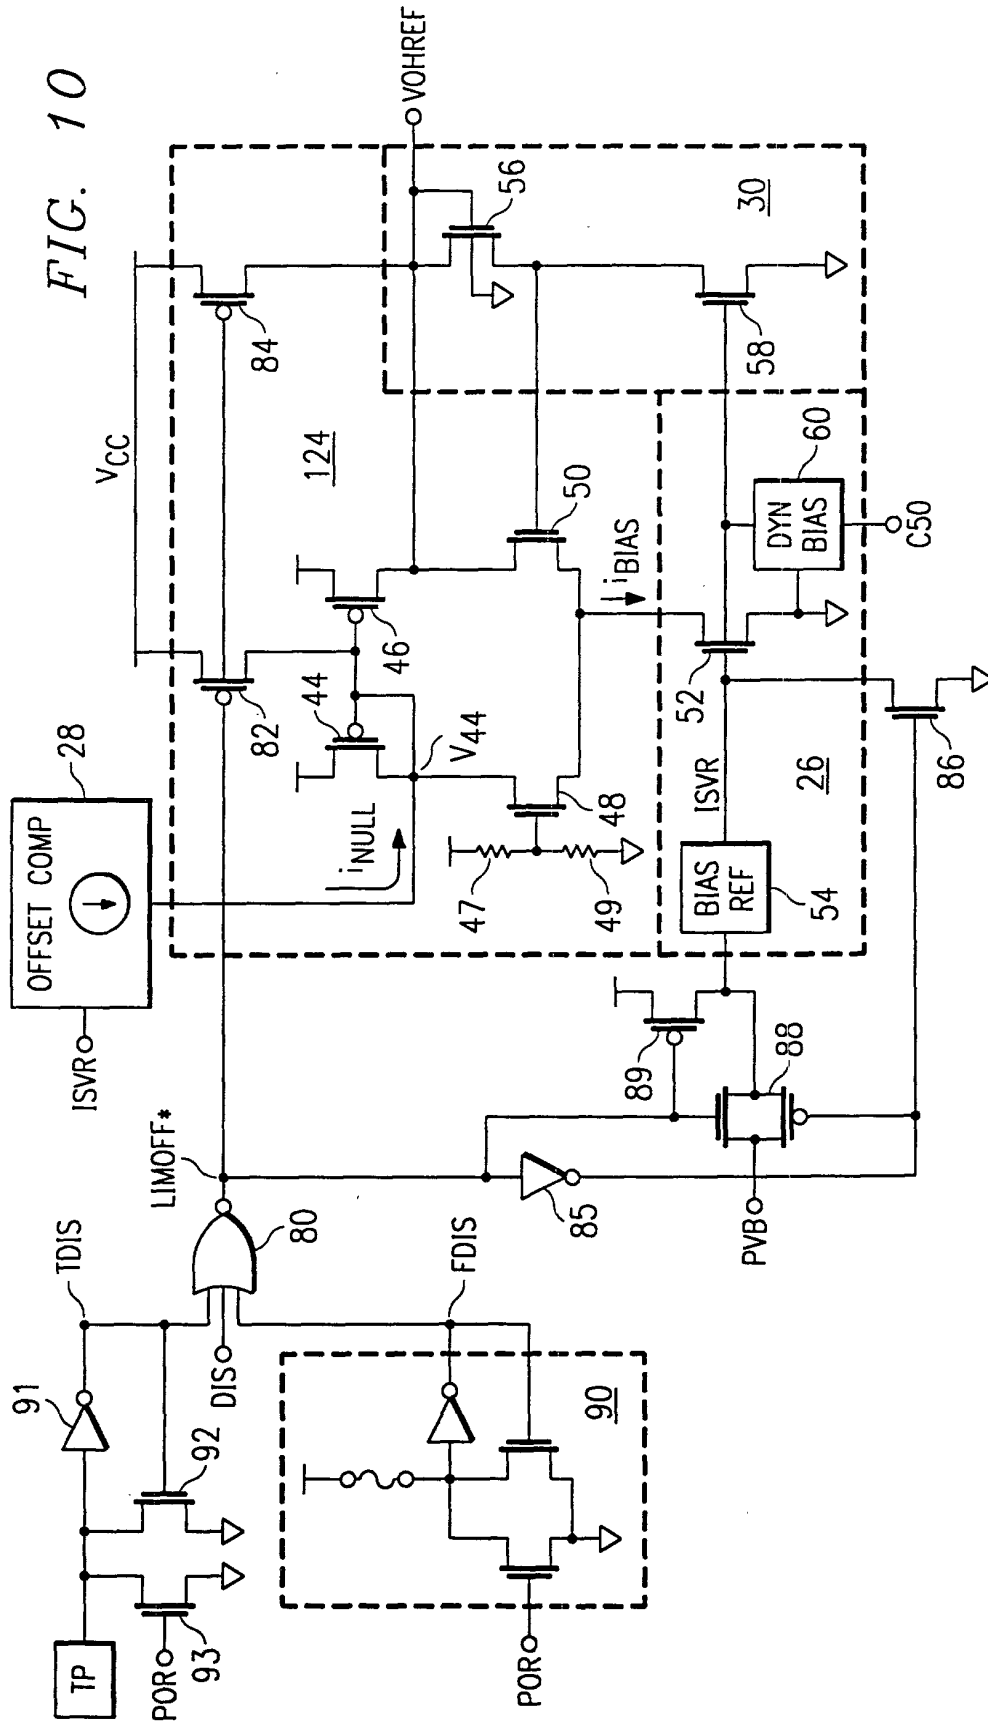 FIG. 10
VCC
VOHREF
84
124
56
30
58
82
46
44
V44
50
iBIAS
28
OFFSET COMP
ISVR
iNULL
47
49
48
52
60
DYN
BIAS
C50
ISVR
26
86
BIAS
REF
54
89
88
PVB
LIMOFF*
80
85
TDIS
DIS
FDIS
91
92
93
TP
POR
90
POR